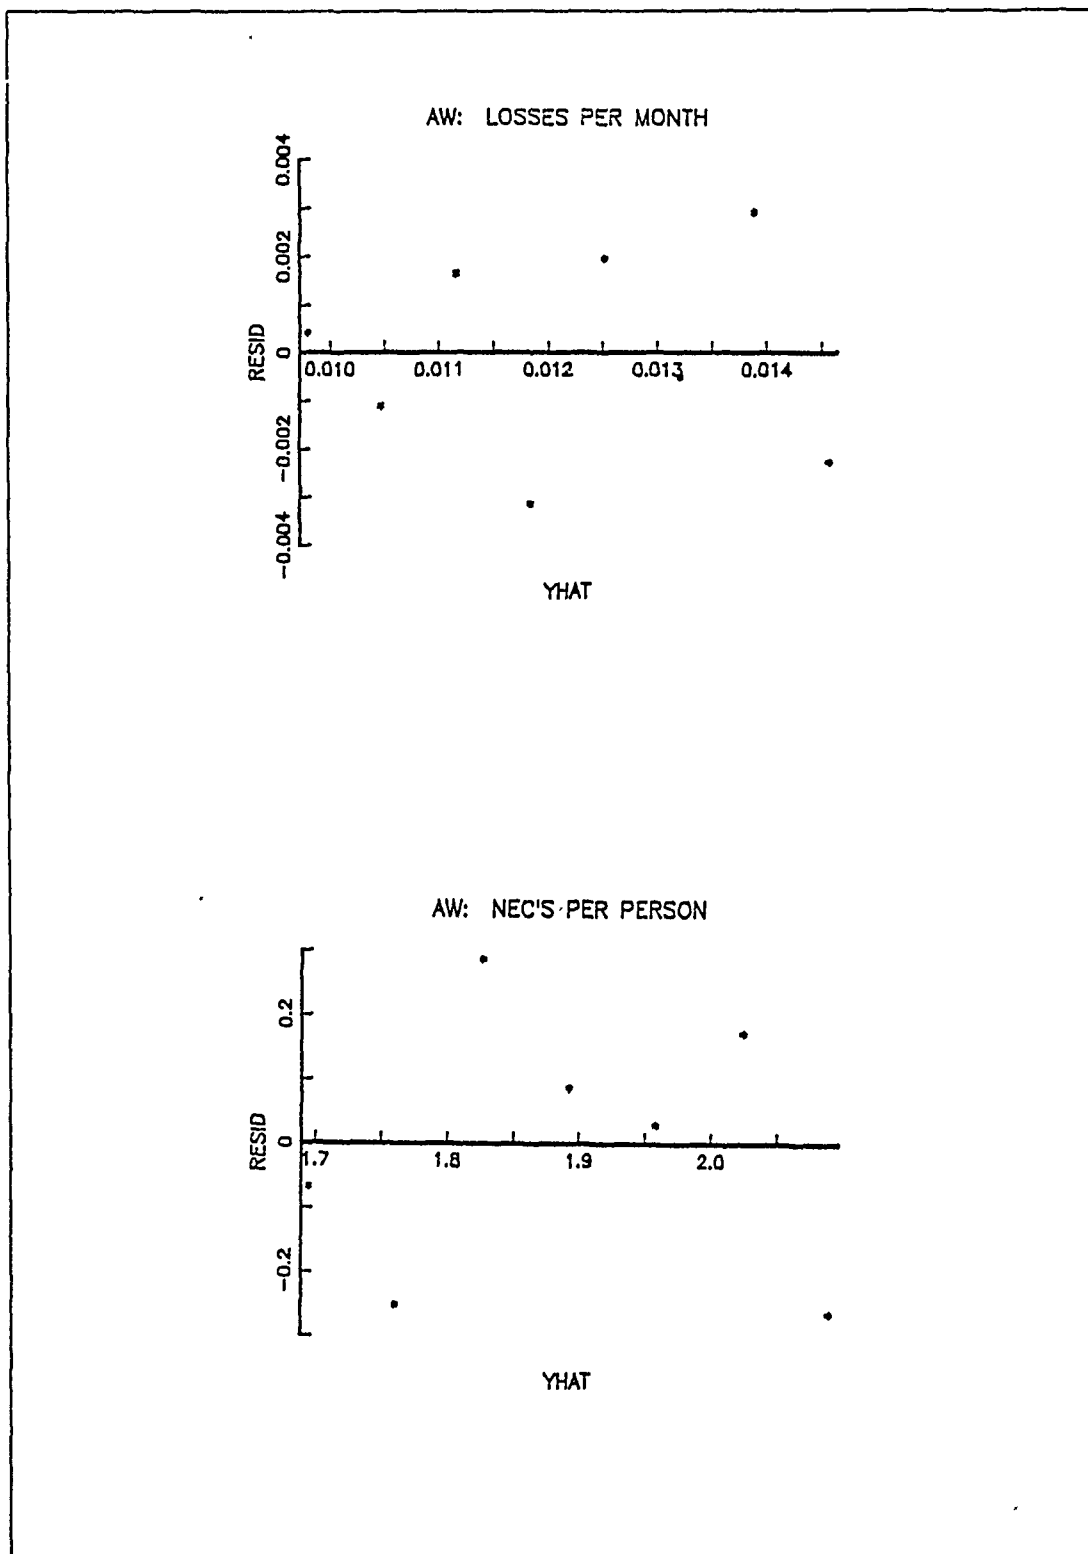 AW: LOSSES PER MONTH
0.004
0.002
0
-0.002
-0.004
RESID
0.010 0.011 0.012 0.013 0.014
YHAT
AW: NEC'S PER PERSON
0.2
0
-0.2
RESID
1.7 1.8 1.9 2.0
YHAT